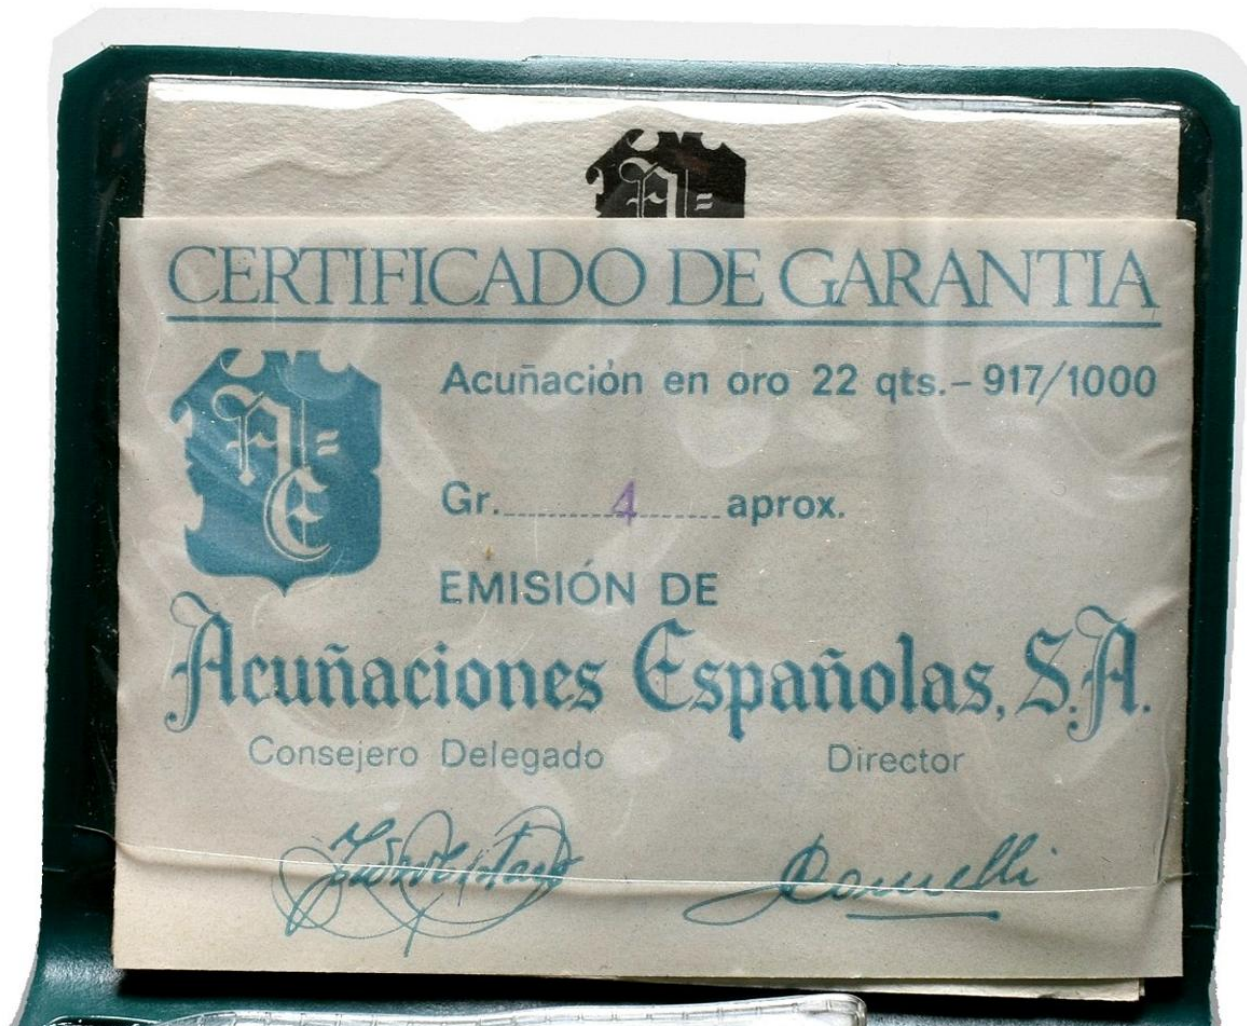 CERTIFICADO DE GARANTIA
Acuñación en oro 22 qts.- 917/1000
AE
Gr. 4 aprox.
EMISIÓN DE
Acuñaciones Españolas, S.A.
Consejero Delegado Director